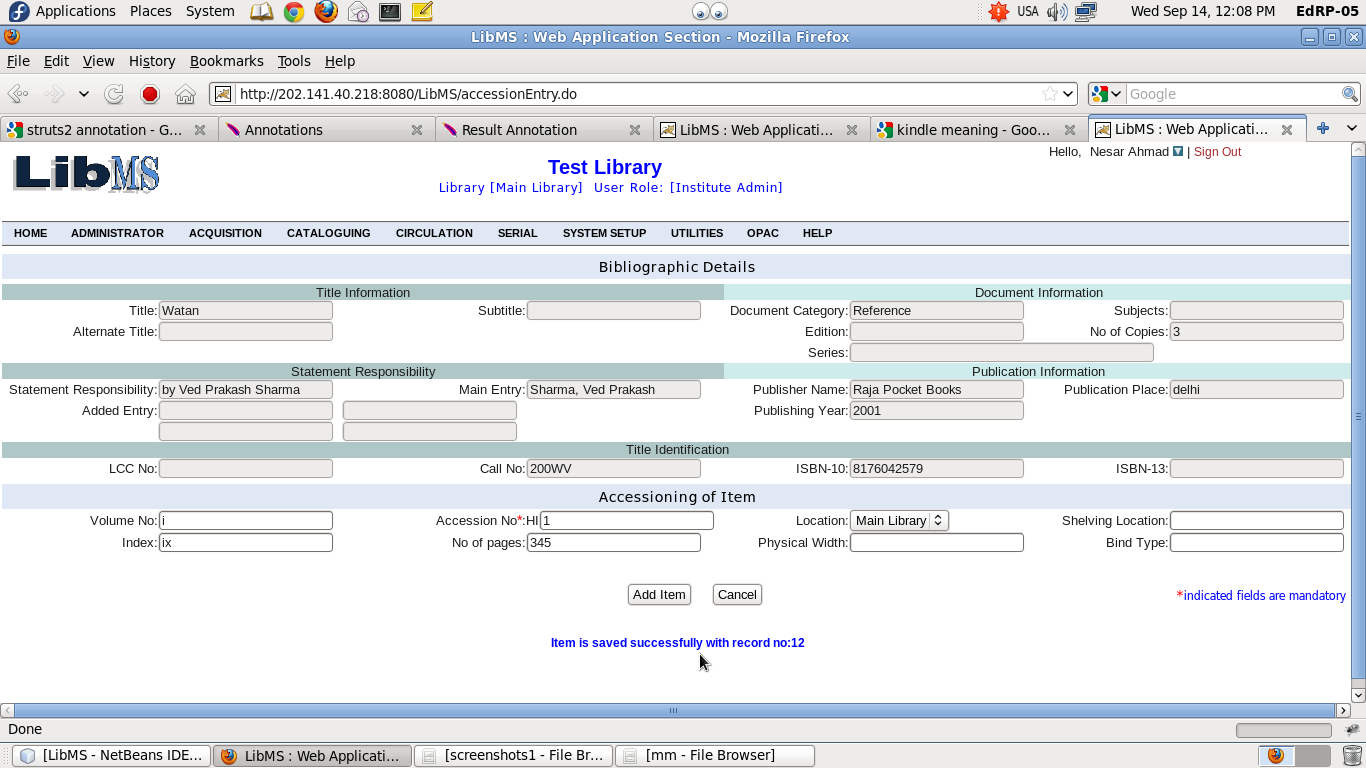 Applications Places System USA Wed Sep 14, 12:08 PM EdRP-05
LibMS : Web Application Section - Mozilla Firefox
File Edit View History Bookmarks Tools Help
http://202.141.40.218:8080/LibMS/accessionEntry.do Google
struts2 annotation - G... Annotations Result Annotation LibMS : Web Applicati... kindle meaning - Goo... LibMS : Web Applicati...
Hello, Nesar Ahmad | Sign Out
LibMS
Test Library
Library [Main Library] User Role: [Institute Admin]
HOME ADMINISTRATOR ACQUISITION CATALOGUING CIRCULATION SERIAL SYSTEM SETUP UTILITIES OPAC HELP
Bibliographic Details
Title Information Document Information
Title: Watan Subtitle: Document Category: Reference Subjects:
Alternate Title: Edition: No of Copies: 3
Series:
Statement Responsibility Publication Information
Statement Responsibility: by Ved Prakash Sharma Main Entry: Sharma, Ved Prakash Publisher Name: Raja Pocket Books Publication Place: delhi
Added Entry: Publishing Year: 2001
Title Identification
LCC No: Call No: 200WV ISBN-10: 8176042579 ISBN-13:
Accessioning of Item
Volume No: i Accession No*:HI 1 Location: Main Library Shelving Location:
Index: ix No of pages: 345 Physical Width: Bind Type:
Add Item Cancel *indicated fields are mandatory
Item is saved successfully with record no:12
Done
[LibMS - NetBeans IDE... LibMS : Web Applicati... [screenshots1 - File Br... [mm - File Browser]